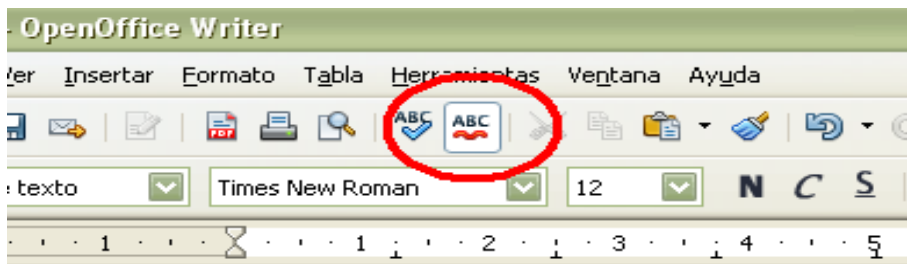 - OpenOffice Writer
Ver Insertar Formato Tabla Herramientas Ventana Ayuda
PDF ABC ABC
texto Times New Roman 12 N C S
1 1 2 3 4 5